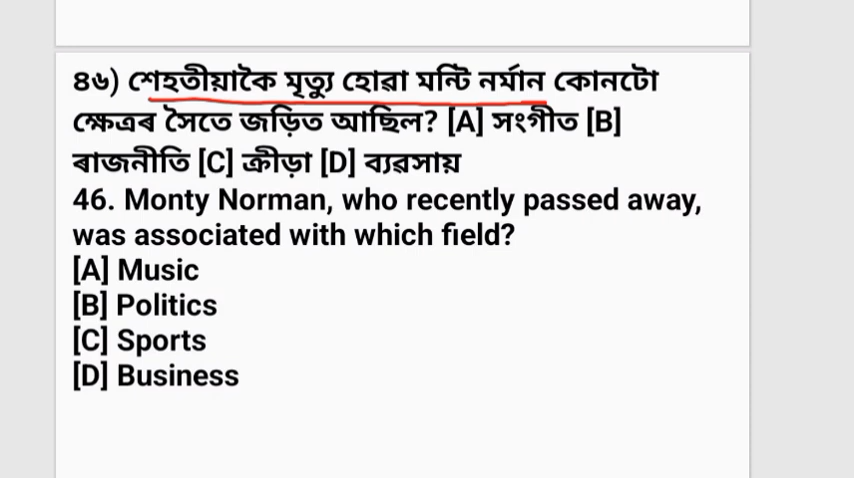 ৪৬) শেহতীয়াকৈ মৃত্যু হোৱা মন্টি নৰ্মান কোনটো
ক্ষেত্ৰৰ সৈতে জড়িত আছিল? [A] সংগীত [B]
ৰাজনীতি [C] ক্ৰীড়া [D] ব্যৱসায়
46. Monty Norman, who recently passed away,
was associated with which field?
[A] Music
[B] Politics
[C] Sports
[D] Business